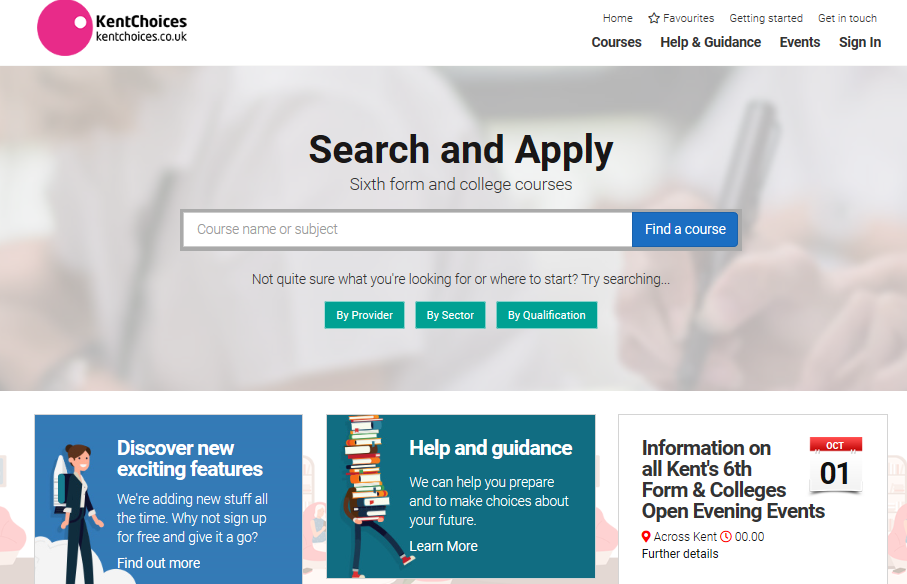 KentChoices
kentchoices.co.uk
Home Favourites Getting started Get in touch
Courses Help & Guidance Events Sign In
Search and Apply
Sixth form and college courses
Course name or subject
Find a course
Not quite sure what you're looking for or where to start? Try searching...
By Provider By Sector By Qualification
Discover new
exciting features
We're adding new stuff all
the time. Why not sign up
for free and give it a go?
Find out more
Help and guidance
We can help you prepare
and to make choices about
your future.
Learn More
Information on
all Kent's 6th
Form & Colleges
Open Evening Events
OCT
01
Across Kent 00.00
Further details